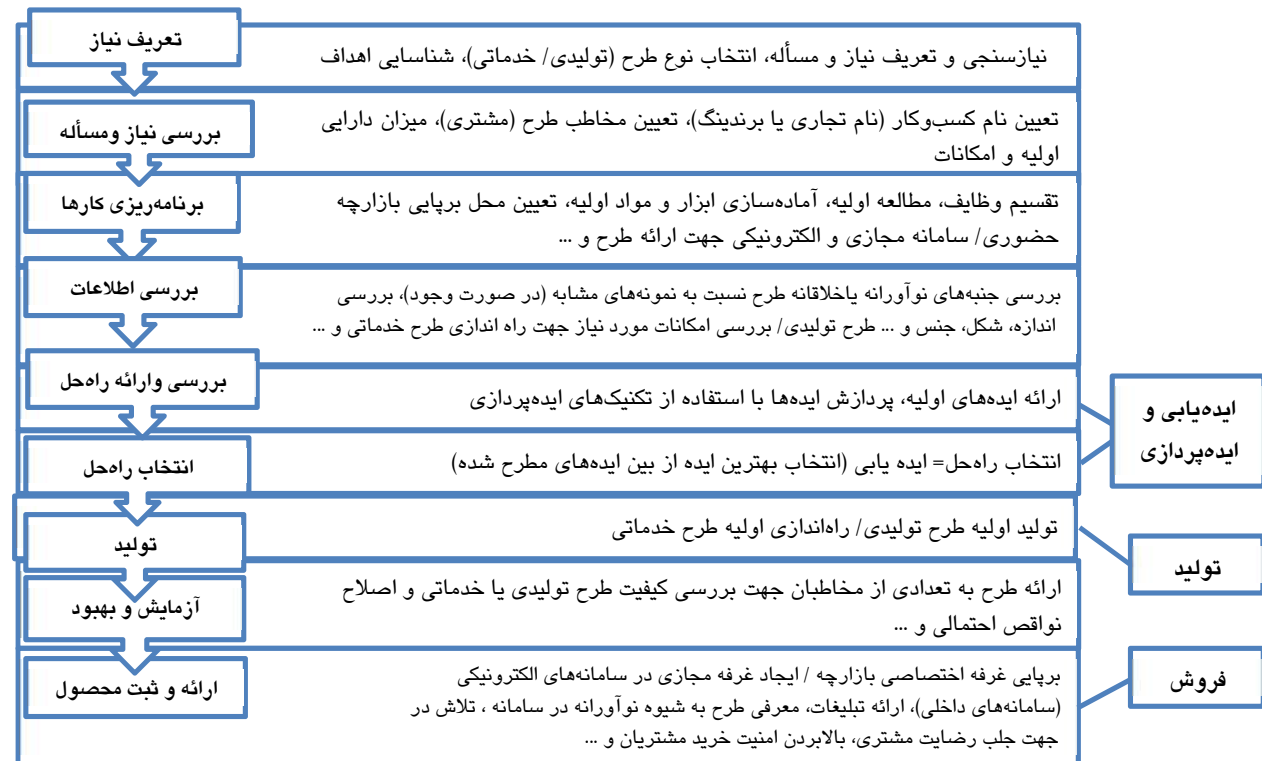 تعریف نیاز
نیازسنجی و تعریف نیاز و مسأله، انتخاب نوع طرح (تولیدی/ خدماتی)، شناسایی اهداف
بررسی نیاز ومسأله
تعیین نام کسب‌وکار (نام تجاری یا برندینگ)، تعیین مخاطب طرح (مشتری)، میزان دارایی
اولیه و امکانات
برنامه‌ریزی کارها
تقسیم وظایف، مطالعه اولیه، آماده‌سازی ابزار و مواد اولیه، تعیین محل برپایی بازارچه
حضوری/ سامانه مجازی و الکترونیکی جهت ارائه طرح و ...
بررسی اطلاعات
بررسی جنبه‌های نوآورانه یاخلاقانه طرح نسبت به نمونه‌های مشابه (در صورت وجود)، بررسی
اندازه، شکل، جنس و ... طرح تولیدی/ بررسی امکانات مورد نیاز جهت راه اندازی طرح خدماتی و ...
بررسی وارائه راه‌حل
ارائه ایده‌های اولیه، پردازش ایده‌ها با استفاده از تکنیک‌های ایده‌پردازی
ایده‌یابی و
ایده‌پردازی
انتخاب راه‌حل
انتخاب راه‌حل= ایده یابی (انتخاب بهترین ایده از بین ایده‌های مطرح شده)
تولید
تولید اولیه طرح تولیدی/ راه‌اندازی اولیه طرح خدماتی
تولید
آزمایش و بهبود
ارائه طرح به تعدادی از مخاطبان جهت بررسی کیفیت طرح تولیدی یا خدماتی و اصلاح
نواقص احتمالی و ...
ارائه و ثبت محصول
برپایی غرفه اختصاصی بازارچه / ایجاد غرفه مجازی در سامانه‌های الکترونیکی
(سامانه‌های داخلی)، ارائه تبلیغات، معرفی طرح به شیوه نوآورانه در سامانه ، تلاش در
جهت جلب رضایت مشتری، بالابردن امنیت خرید مشتریان و ...
فروش